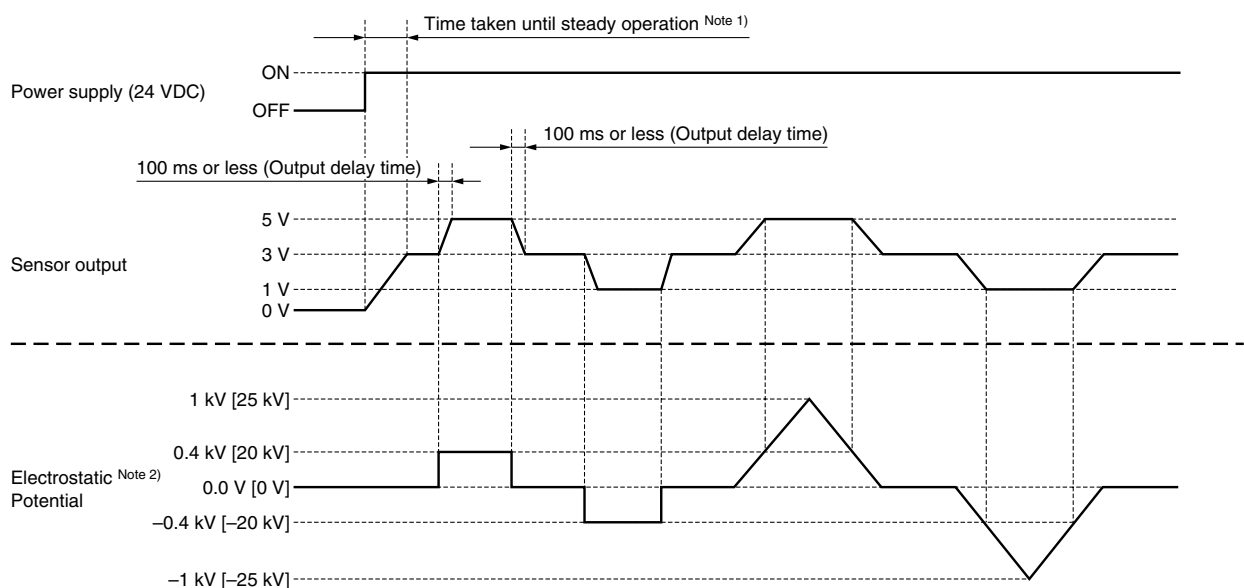 Time taken until steady operation Note 1)
ON
Power supply (24 VDC)
OFF
100 ms or less (Output delay time)
100 ms or less (Output delay time)
5 V
3 V
Sensor output
1 V
0 V
1 kV [25 kV]
0.4 kV [20 kV]
Electrostatic Note 2)
Potential
0.0 V [0 V]
–0.4 kV [–20 kV]
–1 kV [–25 kV]